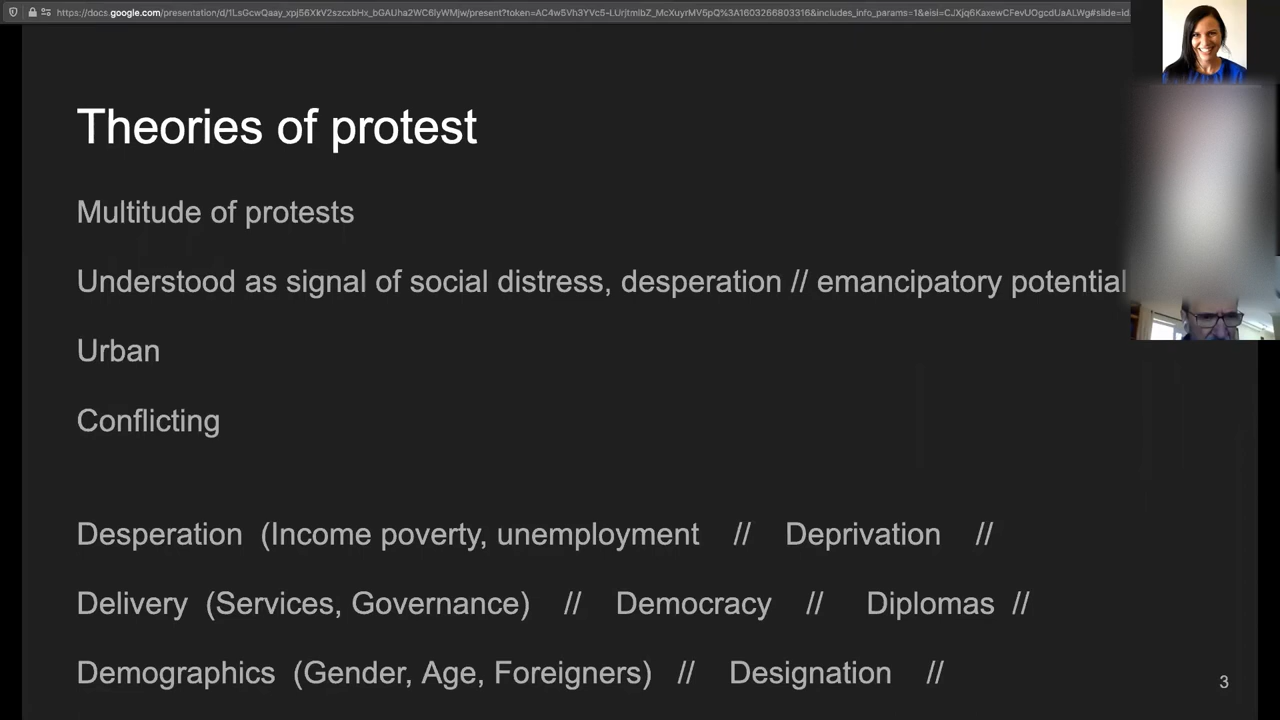 Theories of protest
Multitude of protests
Understood as signal of social distress, desperation // emancipatory potential
Urban
Conflicting
Desperation (Income poverty, unemployment // Deprivation //
Delivery (Services, Governance) // Democracy // Diplomas //
Demographics (Gender, Age, Foreigners) // Designation //
3